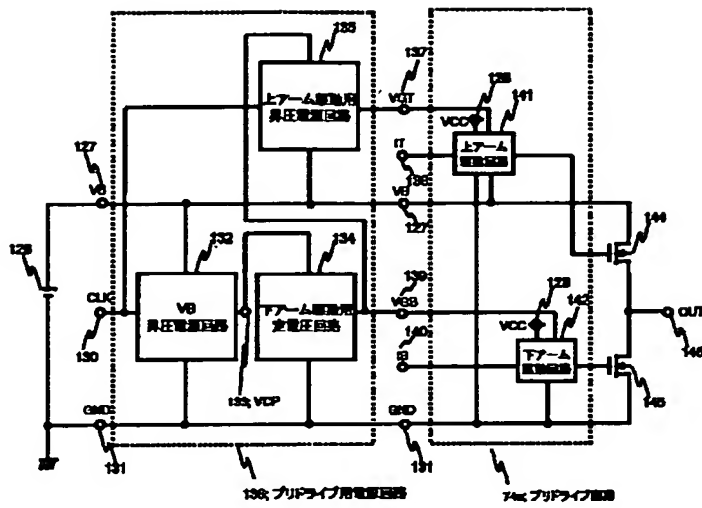 135
137
VGT
126
141
上アーム駆動用
昇圧電源回路
VCC
上アーム
駆動回路
127
VB
IT
138
VB
127
144
128
132
134
139
CLK
VB
昇圧電源回路
下アーム駆動用
定電圧回路
VGB
128
142
VCC
OUT
130
140
IB
下アーム
駆動回路
146
133; VCP
145
GND
GND
131
131
136; プリドライブ用電源回路
74a; プリドライブ回路